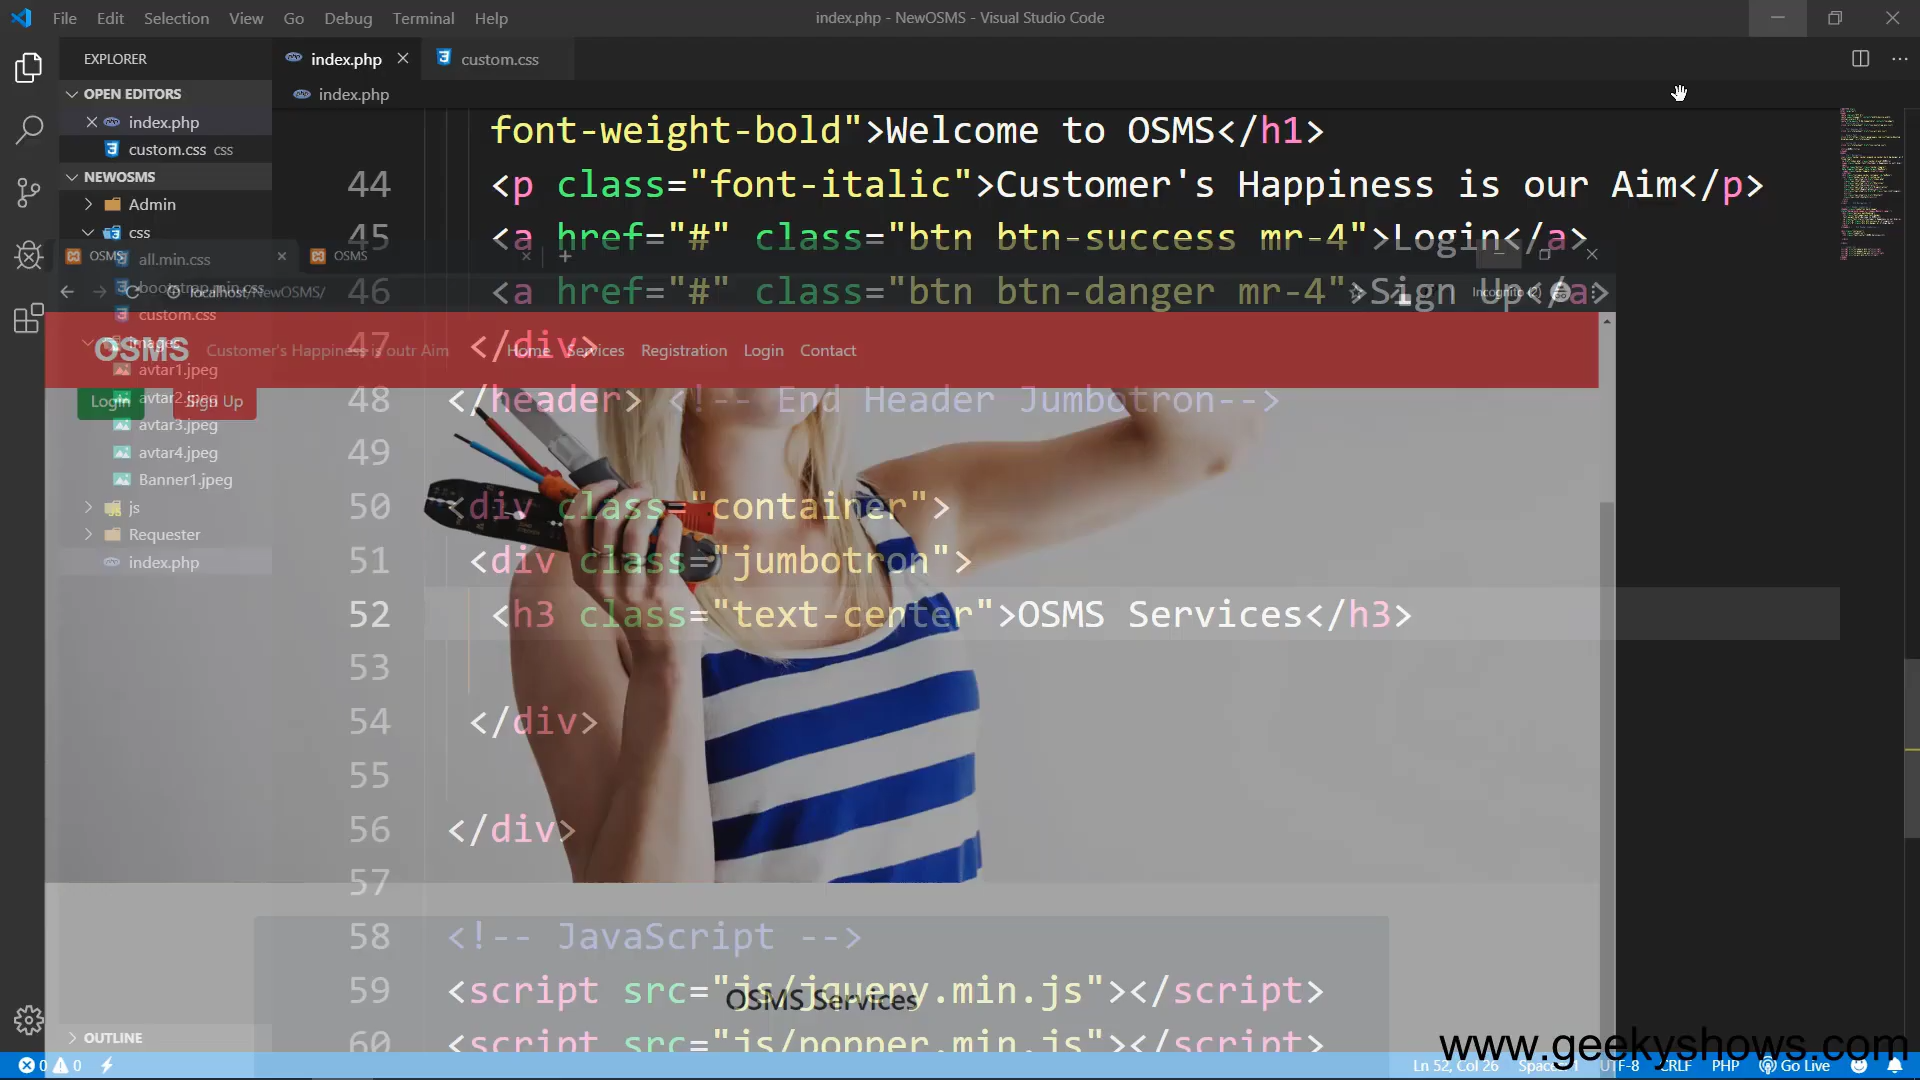 File Edit Selection View Go Debug Terminal Help
index.php - NewOSMS - Visual Studio Code
EXPLORER
index.php
custom.css
OPEN EDITORS
index.php
index.php
custom.css css
NEWOSMS
Admin
css
all.min.css
bootstrap.min.css
custom.css
images
avtar1.jpeg
avtar2.jpeg
avtar3.jpeg
avtar4.jpeg
Banner1.jpeg
js
Requester
index.php
OUTLINE
font-weight-bold">Welcome to OSMS</h1>
44 <p class="font-italic">Customer's Happiness is our Aim</p>
45 <a href="#" class="btn btn-success mr-4">Login</a>
46 <a href="#" class="btn btn-danger mr-4">Sign Up</a>
47 </div>
48 </header> <!-- End Header Jumbotron-->
49
50 <div class="container">
51 <div class="jumbotron">
52 <h3 class="text-center">OSMS Services</h3>
53
54 </div>
55
56 </div>
57
58 <!-- JavaScript -->
59 <script src="js/jquery.min.js"></script>
60 <script src="js/popper.min.js"></script>
OSMS
OSMS
localhost/NewOSMS/
Incognito (2)
OSMS Customer's Happiness is outr Aim Home Services Registration Login Contact
Login Sign Up
OSMS Services
www.geekyshows.com
0 0
Ln 52, Col 26
UTF-8 CRLF PHP Go Live